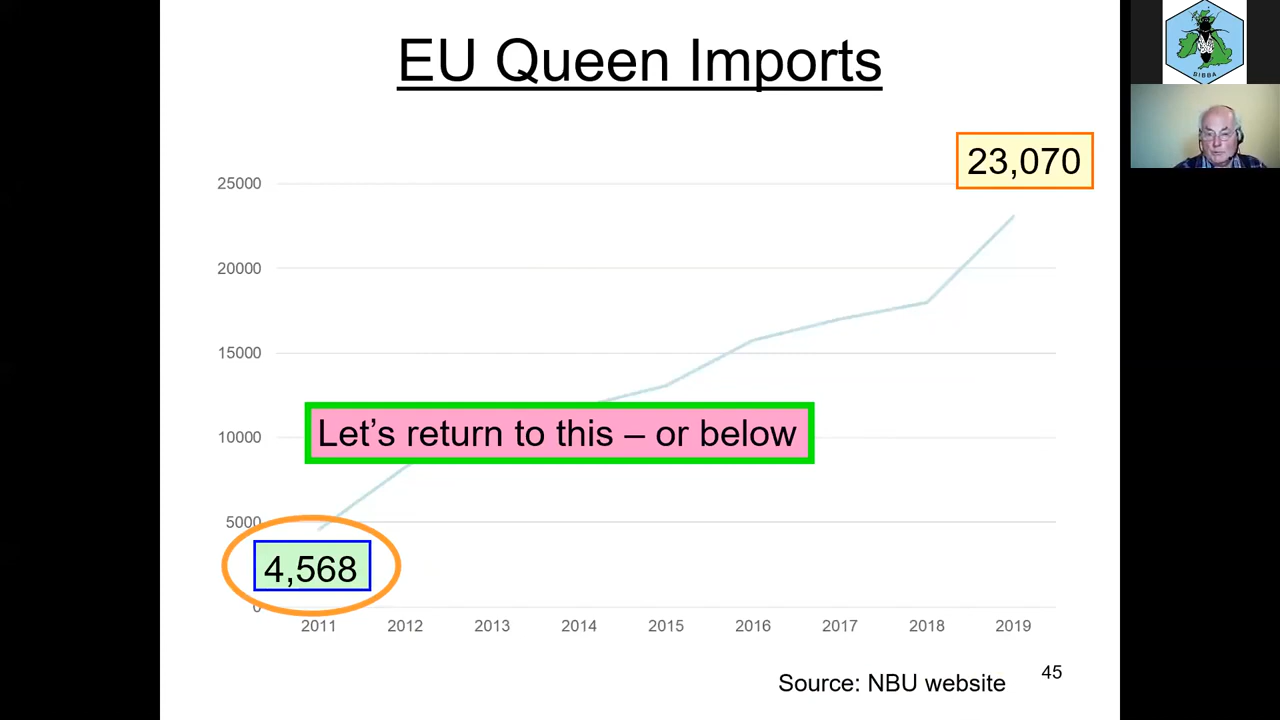 EU Queen Imports
BIBBA
23,070
25000
20000
15000
Let’s return to this – or below
10000
5000
4,568
0
2011 2012 2013 2014 2015 2016 2017 2018 2019
45
Source: NBU website